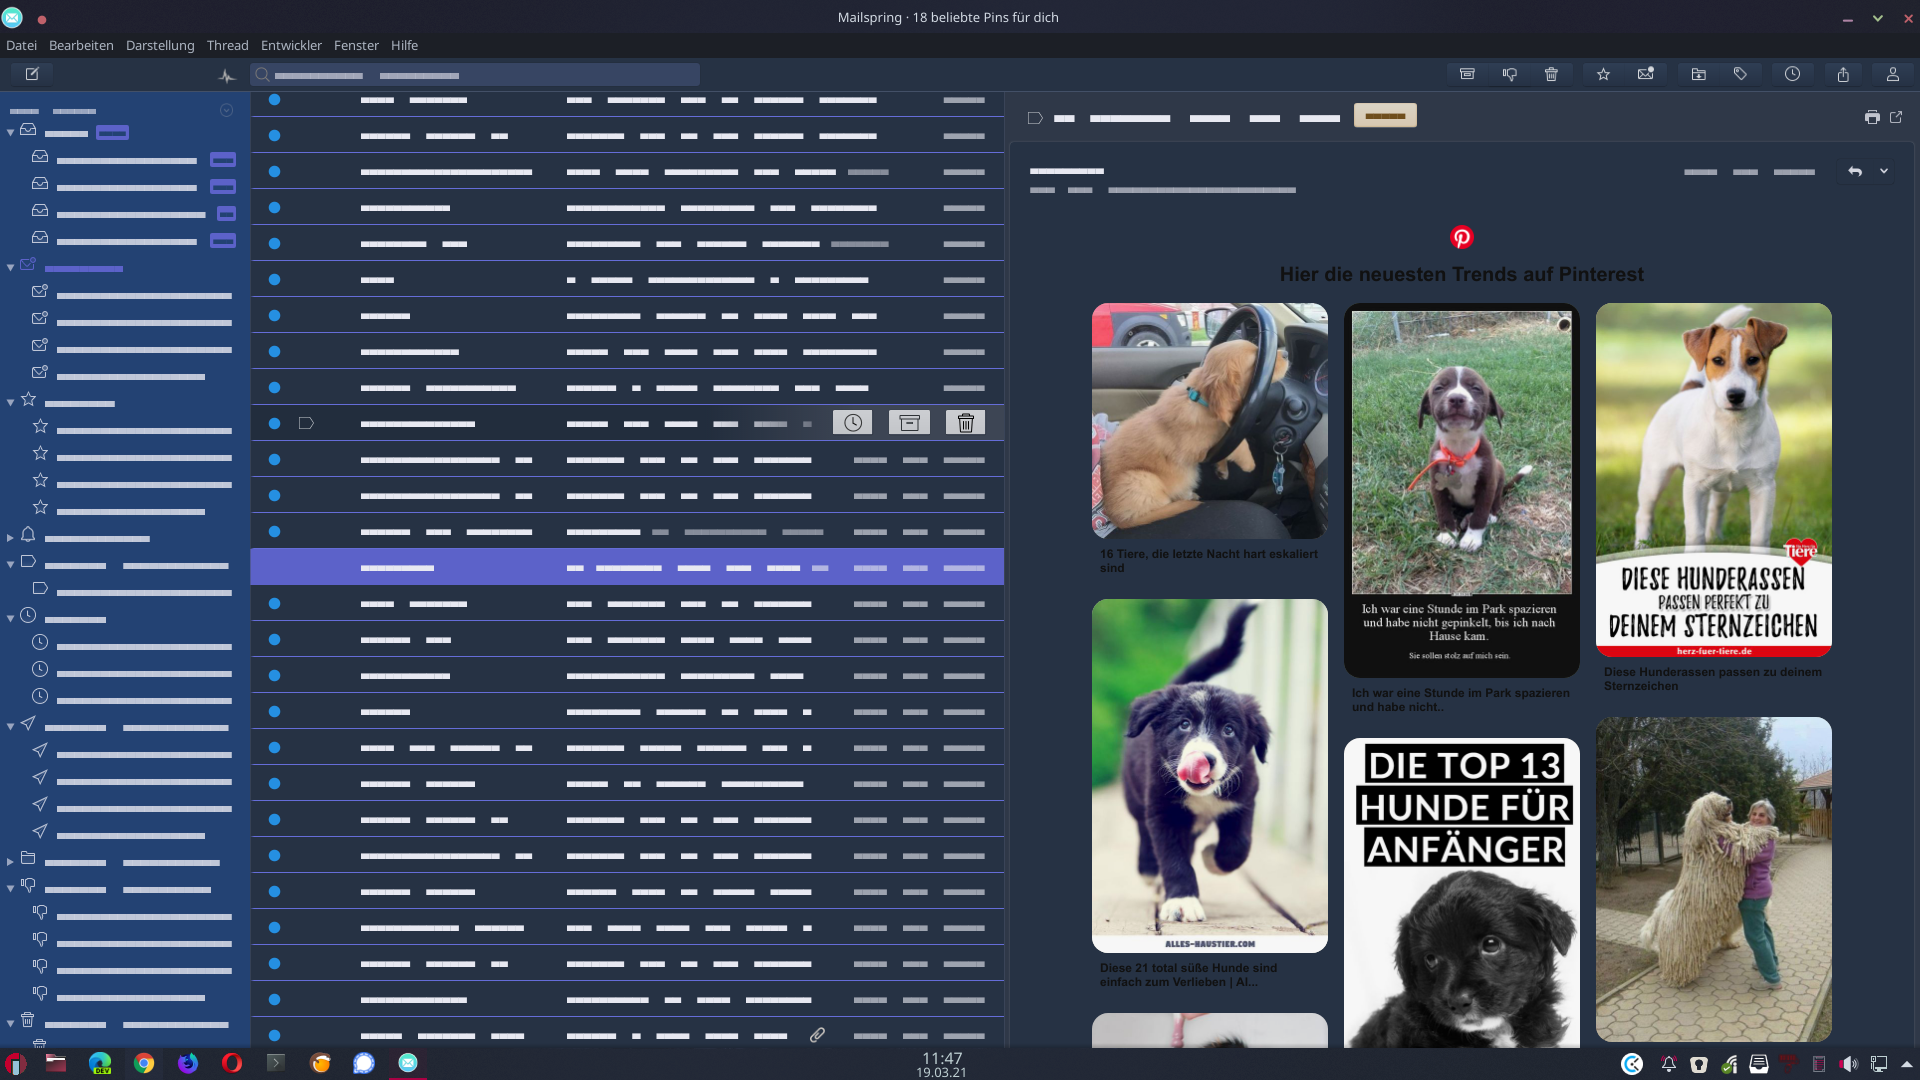 Mailspring · 18 beliebte Pins für dich
Datei Bearbeiten Darstellung Thread Entwickler Fenster Hilfe
Hier die neuesten Trends auf Pinterest
16 Tiere, die letzte Nacht hart eskaliert
sind
Ich war eine Stunde im Park spazieren
und habe nicht gepinkelt, bis ich nach
Hause kam.
Sie sollen stolz auf mich sein.
Ich war eine Stunde im Park spazieren
und habe nicht..
Tiere
DIESE HUNDERASSEN
PASSEN PERFEKT ZU
DEINEM STERNZEICHEN
herz-fuer-tiere.de
Diese Hunderassen passen zu deinem
Sternzeichen
ALLES-HAUSTIER.COM
Diese 21 total süße Hunde sind
einfach zum Verlieben | Al...
DIE TOP 13
HUNDE FÜR
ANFÄNGER
DEV
11:47
19.03.21